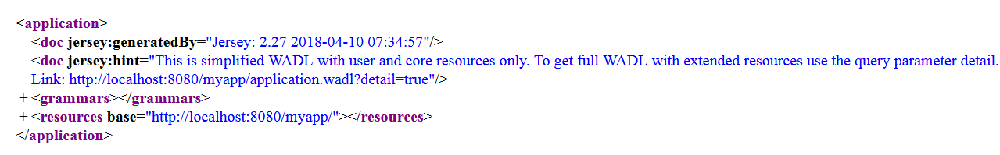 − <application>
<doc jersey:generatedBy="Jersey: 2.27 2018-04-10 07:34:57"/>
<doc jersey:hint="This is simplified WADL with user and core resources only. To get full WADL with extended resources use the query parameter detail.
Link: http://localhost:8080/myapp/application.wadl?detail=true"/>
+ <grammars></grammars>
+ <resources base="http://localhost:8080/myapp/"></resources>
</application>